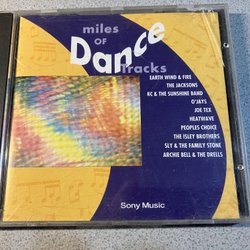 miles
OF
Dance
tracks
EARTH WIND & FIRE
THE JACKSONS
KC & THE SUNSHINE BAND
O'JAYS
JOE TEX
HEATWAVE
PEOPLES CHOICE
THE ISLEY BROTHERS
SLY & THE FAMILY STONE
ARCHIE BELL & THE DRELLS
Sony Music